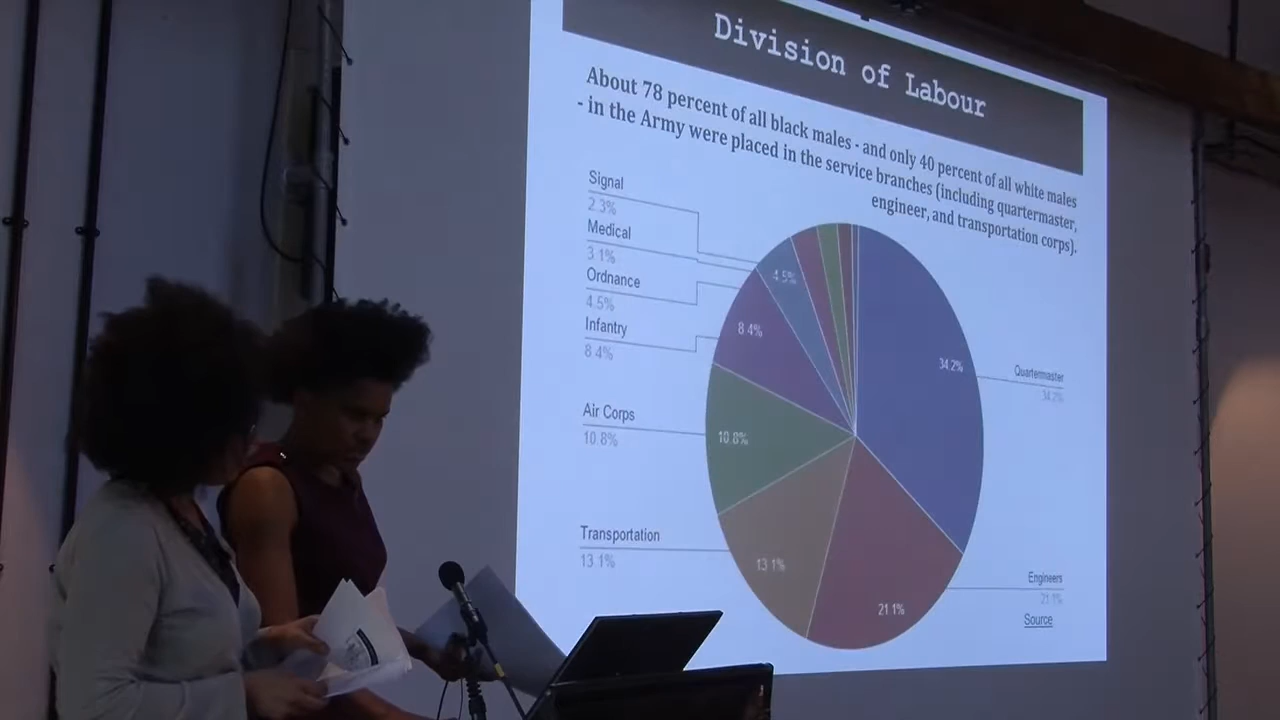 Division of Labour
About 78 percent of all black males - and only 40 percent of all white males
- in the Army were placed in the service branches (including quartermaster,
engineer, and transportation corps).
Signal
2.3%
Medical
3.1%
Ordnance
4.5%
Infantry
8.4%
Air Corps
10.8%
Transportation
13.1%
4.5%
8.4%
10.8%
13.1%
21.1%
34.2%
Quartermaster
34.2%
Engineers
21.1%
Source